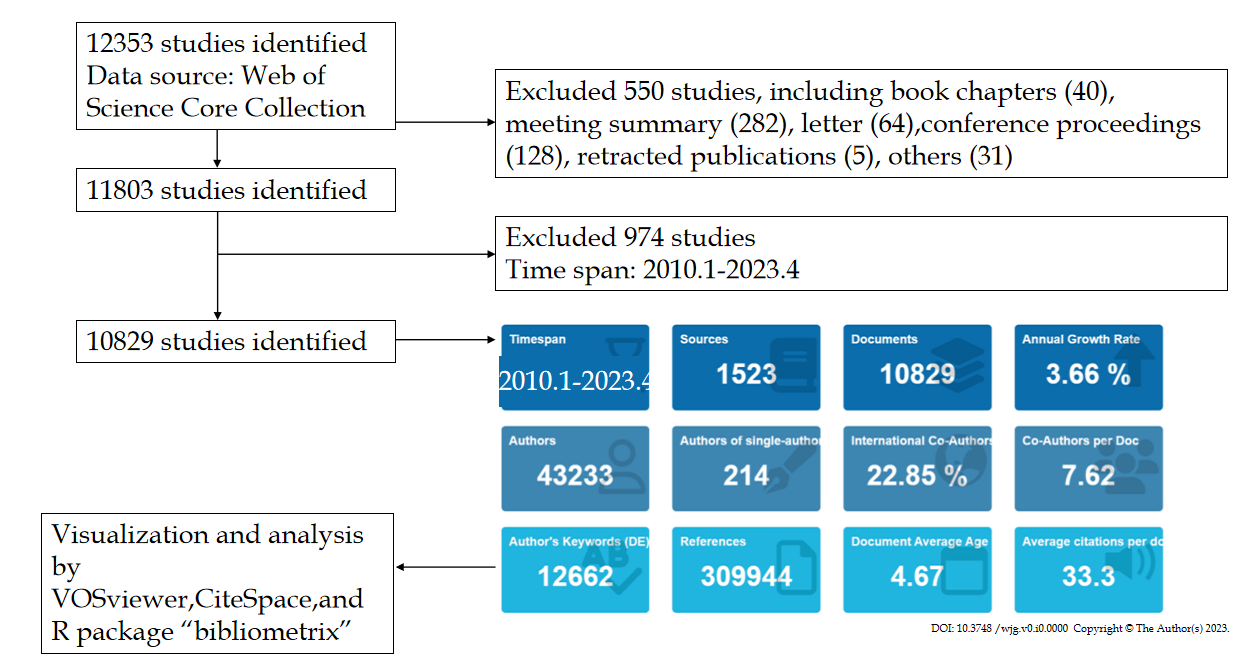 12353 studies identified
Data source: Web of
Science Core Collection
Excluded 550 studies, including book chapters (40),
meeting summary (282), letter (64),conference proceedings
(128), retracted publications (5), others (31)
11803 studies identified
Excluded 974 studies
Time span: 2010.1-2023.4
10829 studies identified
Timespan
2010.1-2023.4
Sources
1523
Documents
10829
Annual Growth Rate
3.66 %
Authors
43233
Authors of single-author
214
International Co-Authors
22.85 %
Co-Authors per Doc
7.62
Author's Keywords (DE)
12662
References
309944
Document Average Age
4.67
Average citations per do
33.3
Visualization and analysis
by
VOSviewer,CiteSpace,and
R package “bibliometrix”
DOI: 10.3748 /wjg.v0.i0.0000 Copyright © The Author(s) 2023.